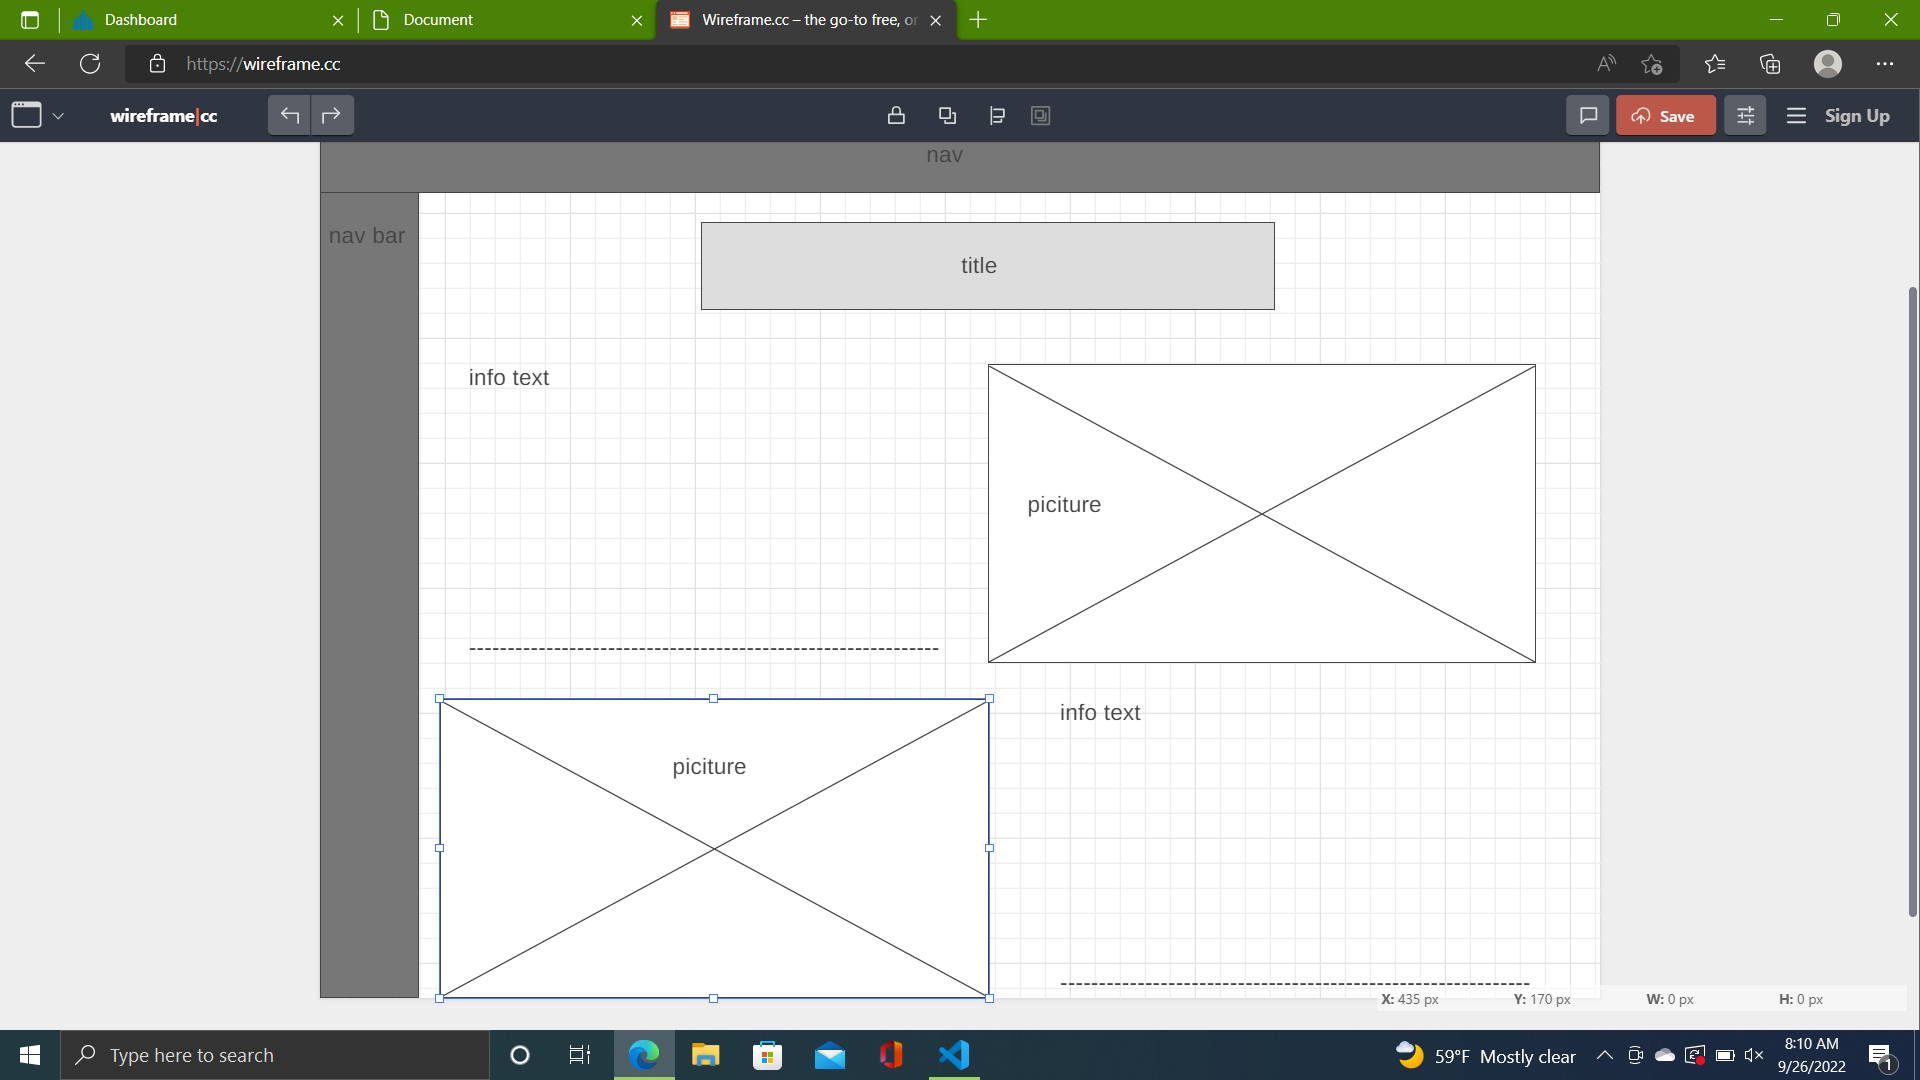 Dashboard
Document
Wireframe.cc – the go-to free, or
https://wireframe.cc
wireframe|cc
Save
Sign Up
nav
nav bar
title
info text
piciture
piciture
info text
X: 435 px Y: 170 px W: 0 px H: 0 px
Type here to search
59°F Mostly clear
8:10 AM
9/26/2022
1